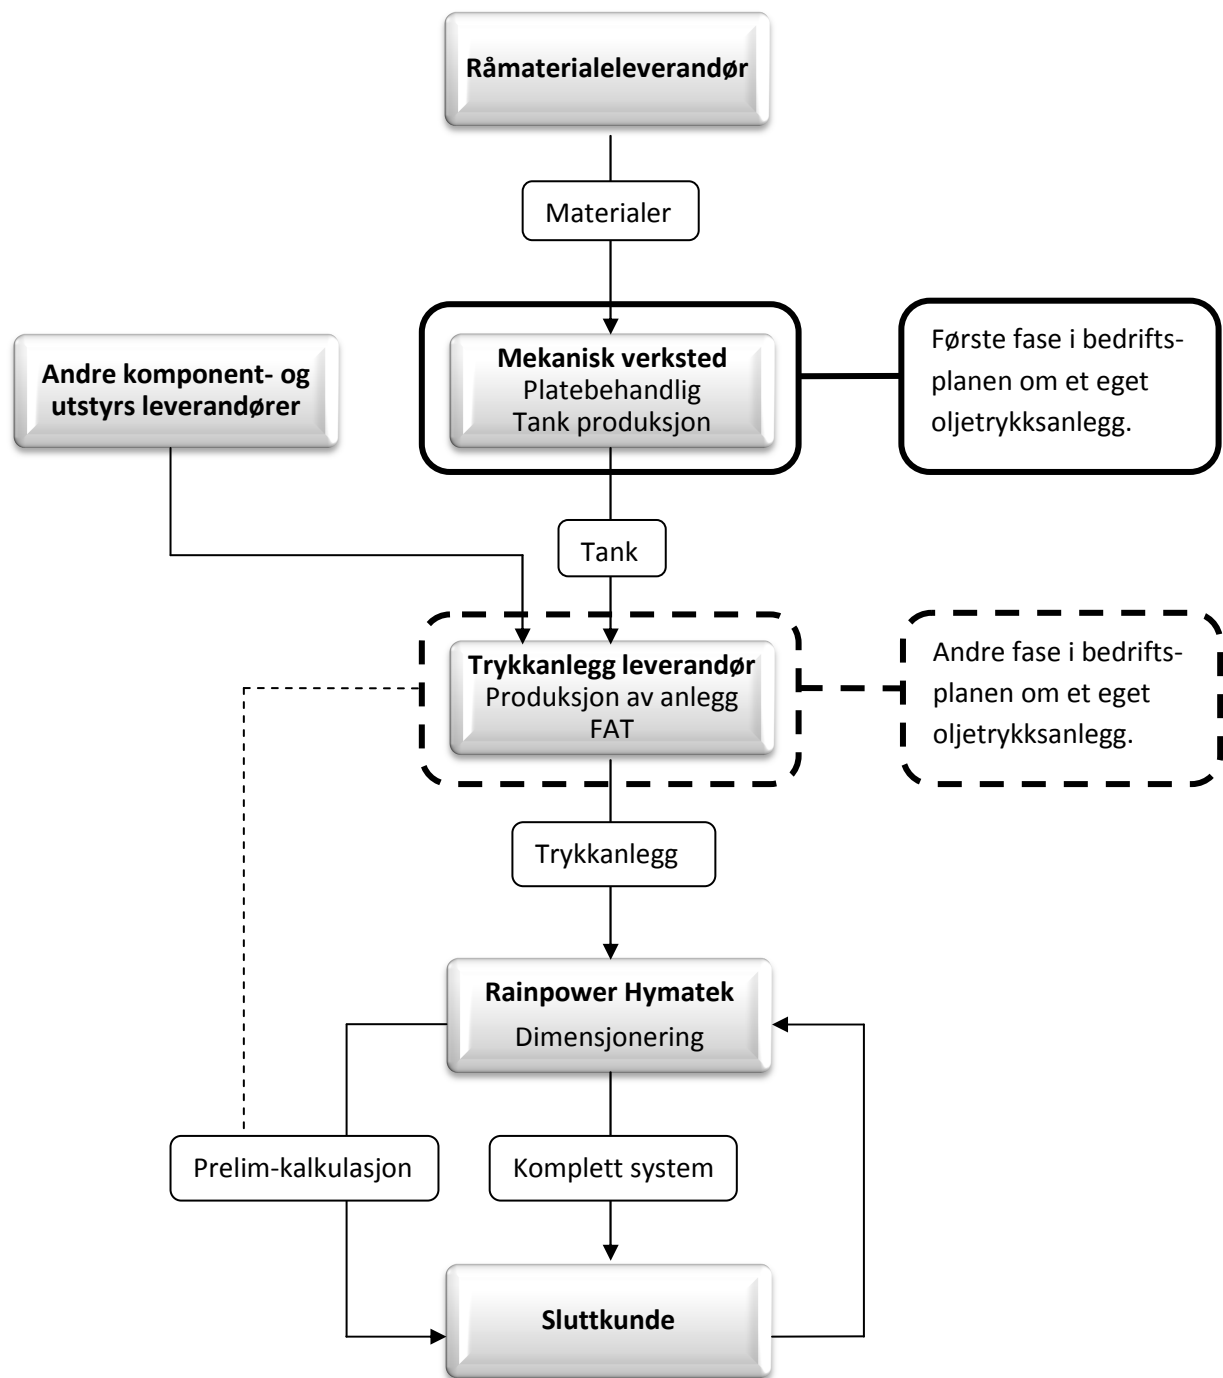 Råmaterialeleverandør
Materialer
Andre komponent- og
utstyrs leverandører
Mekanisk verksted
Platebehandlig
Tank produksjon
Første fase i bedrifts-
planen om et eget
oljetrykksanlegg.
Tank
Trykkanlegg leverandør
Produksjon av anlegg
FAT
Andre fase i bedrifts-
planen om et eget
oljetrykksanlegg.
Trykkanlegg
Rainpower Hymatek
Dimensjonering
Prelim-kalkulasjon
Komplett system
Sluttkunde